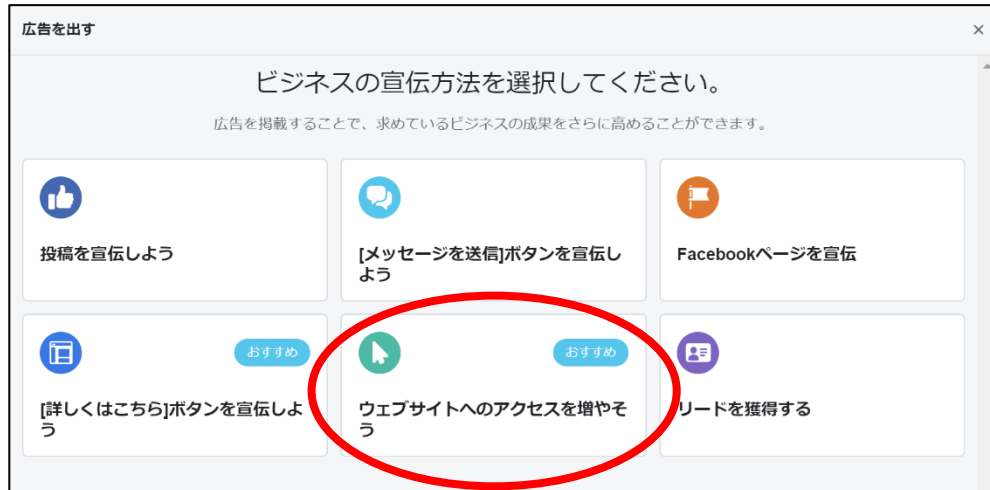 広告を出す
ビジネスの宣伝方法を選択してください。
広告を掲載することで、求めているビジネスの成果をさらに高めることができます。
投稿を宣伝しよう
[メッセージを送信]ボタンを宣伝し
よう
Facebookページを宣伝
おすすめ
[詳しくはこちら]ボタンを宣伝しよ
う
おすすめ
ウェブサイトへのアクセスを増やそ
う
リードを獲得する